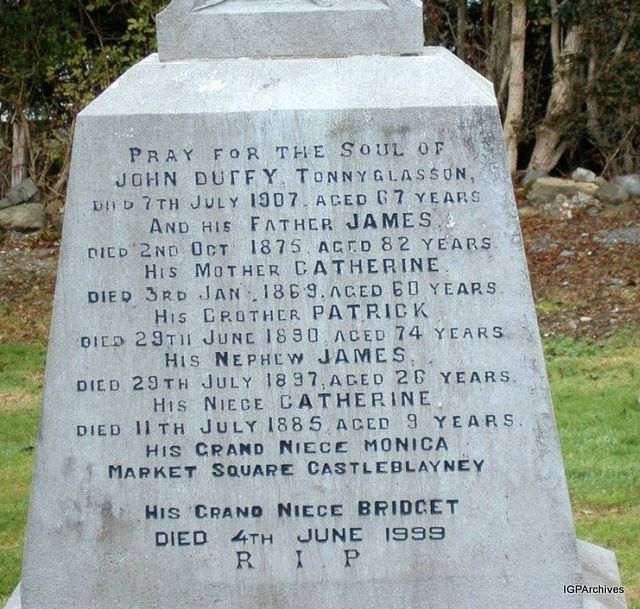 PRAY FOR THE SOUL OF
JOHN DUFFY, TONNYGLASSON,
DIED 7TH JULY 1907, AGED 67 YEARS
AND HIS FATHER JAMES,
DIED 2ND OCT 1875, AGED 82 YEARS.
HIS MOTHER CATHERINE
DIED 3RD JAN. 1869, AGED 60 YEARS.
HIS BROTHER PATRICK
DIED 29TH JUNE 1890, AGED 74 YEARS
HIS NEPHEW JAMES,
DIED 29TH JULY 1897, AGED 26 YEARS.
HIS NIECE CATHERINE
DIED 11TH JULY 1885, AGED 9 YEARS.
HIS GRAND NIECE MONICA
MARKET SQUARE CASTLEBLAYNEY
HIS GRAND NIECE BRIDGET
DIED 4TH JUNE 1999
R I P
IGPArchives